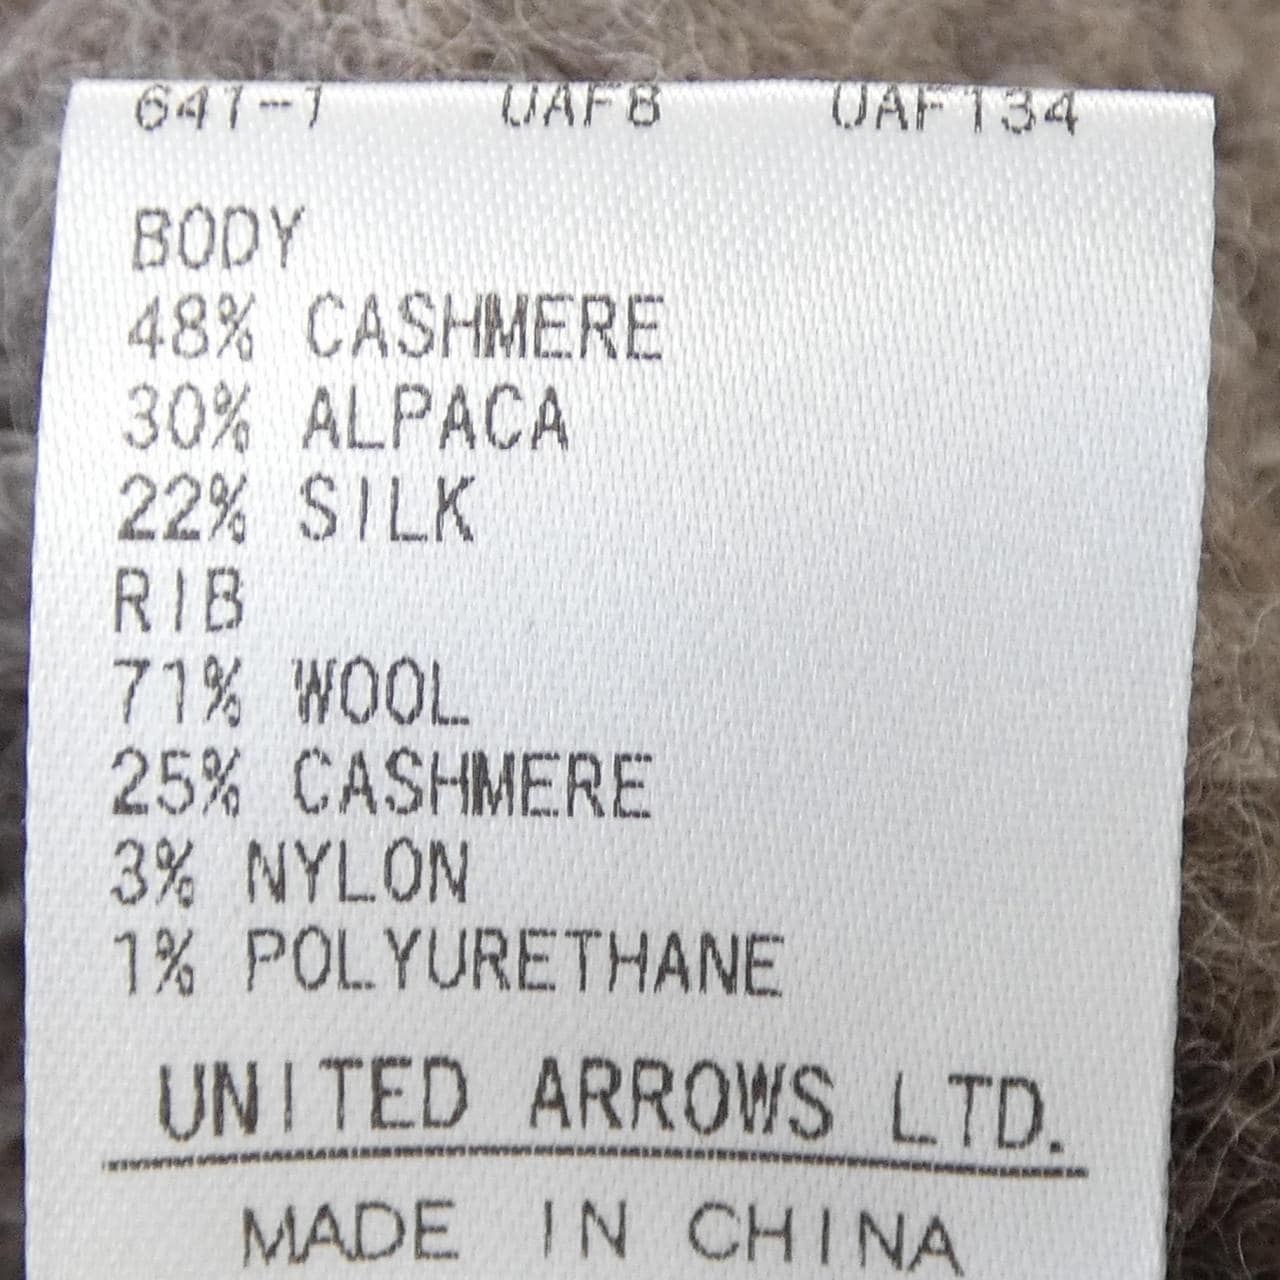 641-1 UAF8 UAF134
BODY
48% CASHMERE
30% ALPACA
22% SILK
RIB
71% WOOL
25% CASHMERE
3% NYLON
1% POLYURETHANE
UNITED ARROWS LTD.
MADE IN CHINA